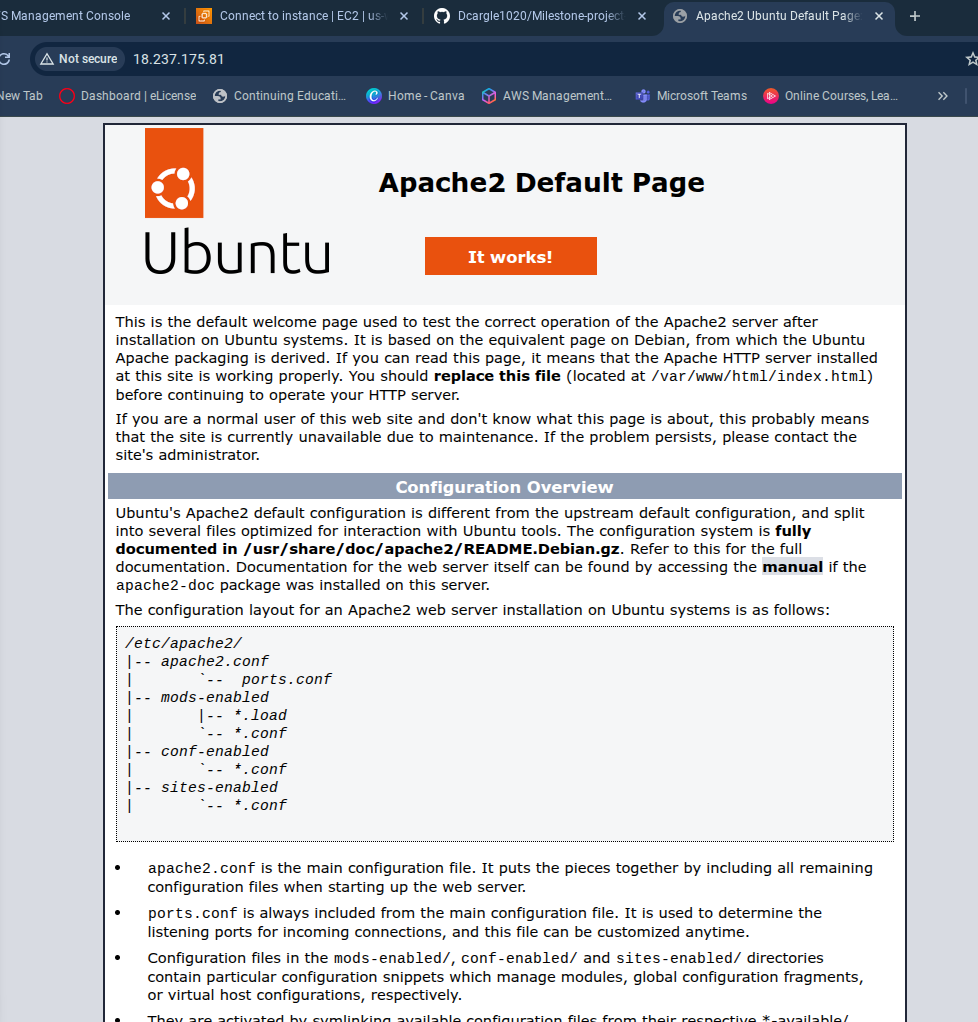 S Management Console
Connect to instance | EC2 | us-
Dcargle1020/Milestone-project
Apache2 Ubuntu Default Page
Not secure
18.237.175.81
New Tab
Dashboard | eLicense
Continuing Educati...
Home - Canva
AWS Management...
Microsoft Teams
Online Courses, Lea...
Ubuntu
Apache2 Default Page
It works!
This is the default welcome page used to test the correct operation of the Apache2 server after
installation on Ubuntu systems. It is based on the equivalent page on Debian, from which the Ubuntu
Apache packaging is derived. If you can read this page, it means that the Apache HTTP server installed
at this site is working properly. You should replace this file (located at /var/www/html/index.html)
before continuing to operate your HTTP server.
If you are a normal user of this web site and don't know what this page is about, this probably means
that the site is currently unavailable due to maintenance. If the problem persists, please contact the
site's administrator.
Configuration Overview
Ubuntu's Apache2 default configuration is different from the upstream default configuration, and split
into several files optimized for interaction with Ubuntu tools. The configuration system is fully
documented in /usr/share/doc/apache2/README.Debian.gz. Refer to this for the full
documentation. Documentation for the web server itself can be found by accessing the manual if the
apache2-doc package was installed on this server.
The configuration layout for an Apache2 web server installation on Ubuntu systems is as follows:
/etc/apache2/
|-- apache2.conf
|       `--  ports.conf
|-- mods-enabled
|       |-- *.load
|       `-- *.conf
|-- conf-enabled
|       `-- *.conf
|-- sites-enabled
|       `-- *.conf
• apache2.conf is the main configuration file. It puts the pieces together by including all remaining
configuration files when starting up the web server.
• ports.conf is always included from the main configuration file. It is used to determine the
listening ports for incoming connections, and this file can be customized anytime.
• Configuration files in the mods-enabled/, conf-enabled/ and sites-enabled/ directories
contain particular configuration snippets which manage modules, global configuration fragments,
or virtual host configurations, respectively.
• They are activated by symlinking available configuration files from their respective *-available/